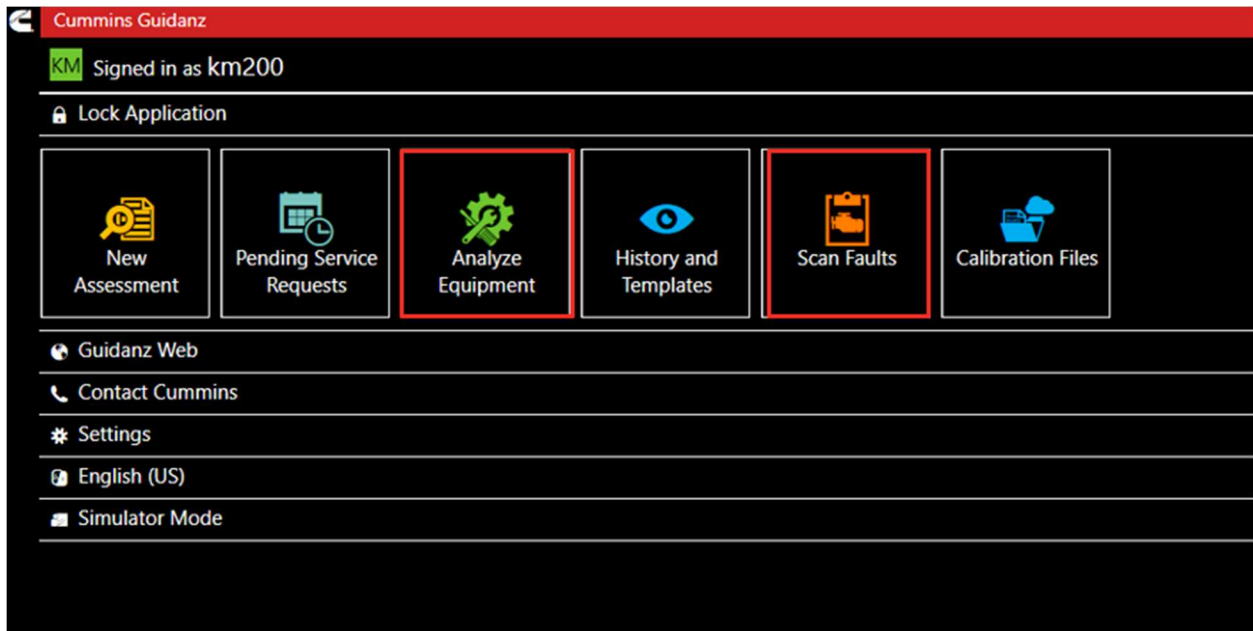 Cummins Guidanz
KM Signed in as km200
Lock Application
New
Assessment
Pending Service
Requests
Analyze
Equipment
History and
Templates
Scan Faults
Calibration Files
Guidanz Web
Contact Cummins
Settings
English (US)
Simulator Mode